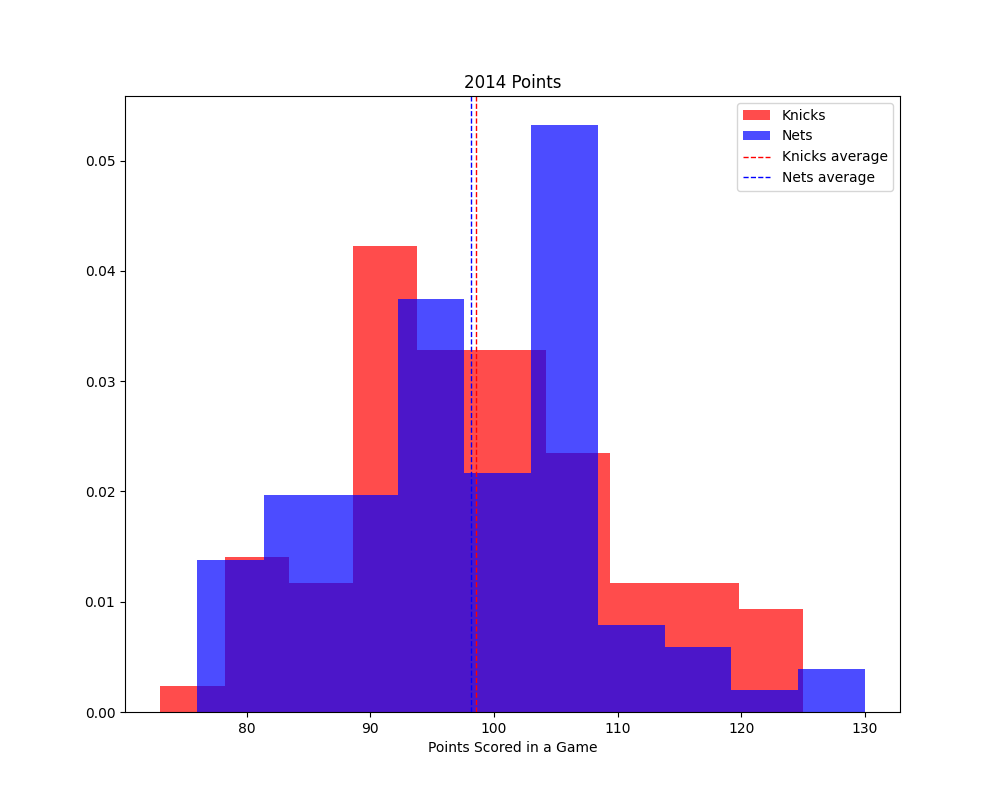 2014 Points
Knicks
Nets
Knicks average
Nets average
0.05
0.04
0.03
0.02
0.01
0.00
80 90 100 110 120 130
Points Scored in a Game